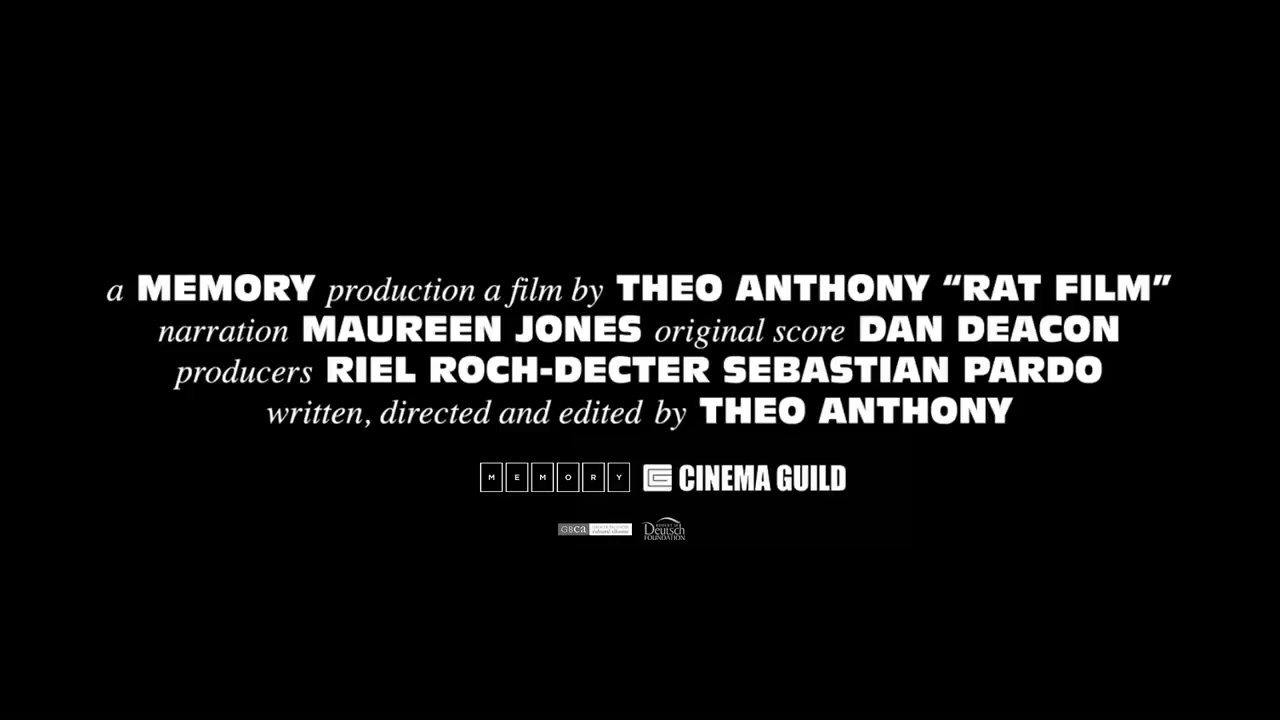 a MEMORY production a film by THEO ANTHONY “RAT FILM”
narration MAUREEN JONES original score DAN DEACON
producers RIEL ROCH-DECTER SEBASTIAN PARDO
written, directed and edited by THEO ANTHONY
MEMORY CINEMA GUILD
GBca Deutsch
FOUNDATION